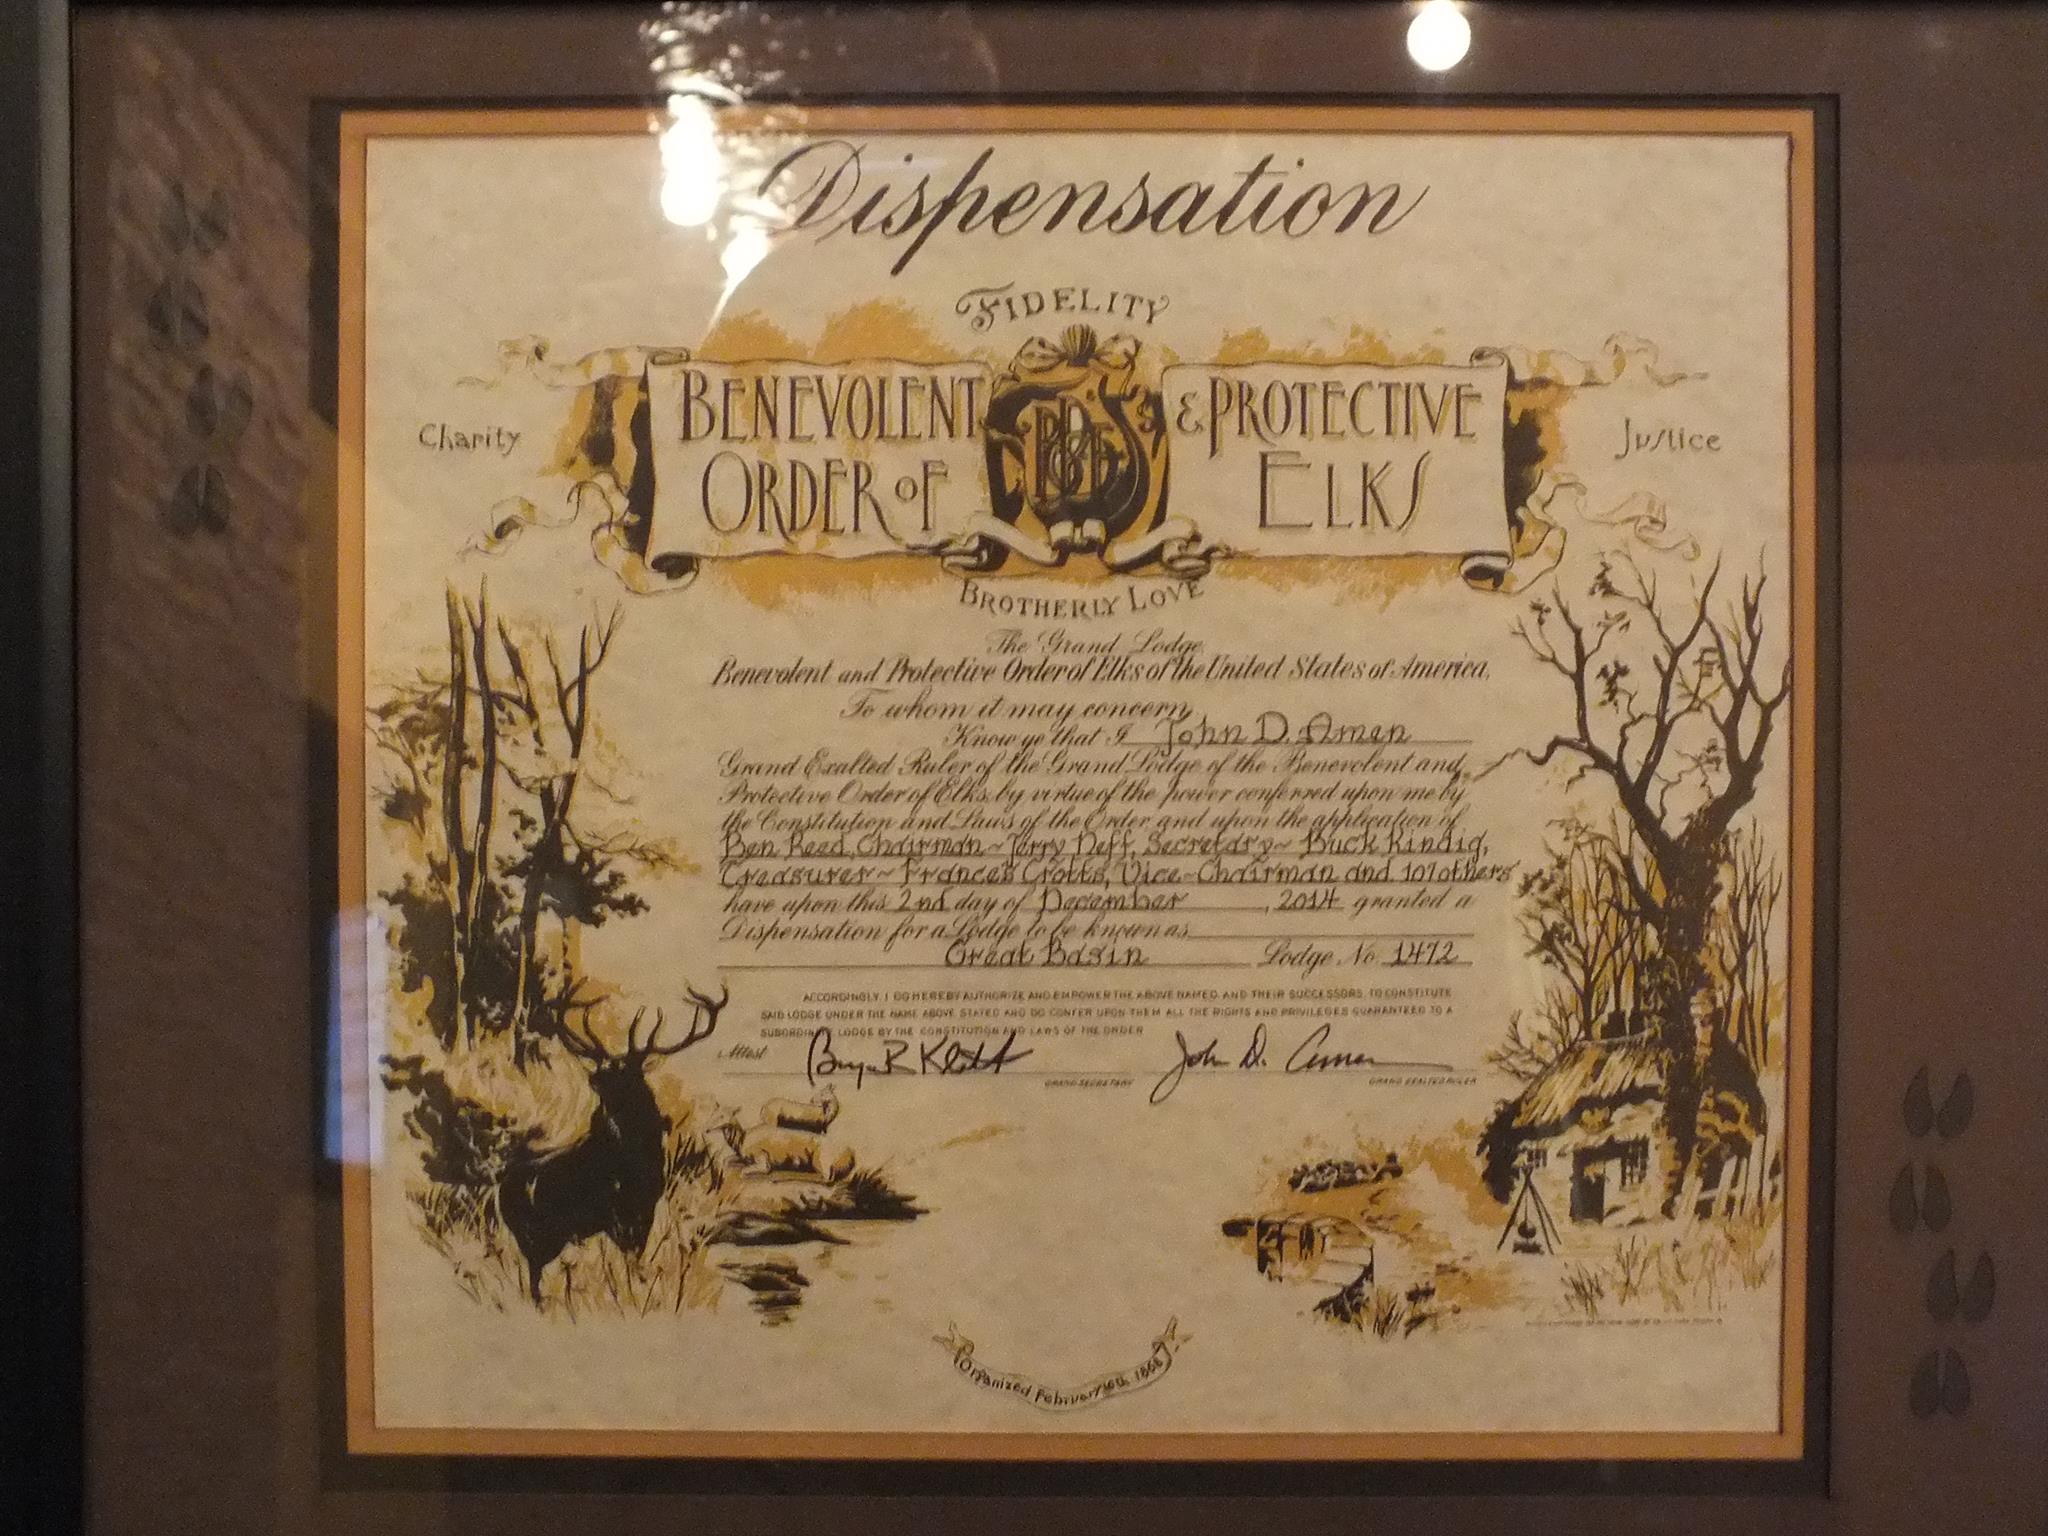 Dispensation
FIDELITY
Charity
BENEVOLENT & PROTECTIVE
ORDER OF ELKS
Justice
BROTHERLY LOVE
The Grand Lodge
Benevolent and Protective Order of Elks of the United States of America,
To whom it may concern,
Know ye that I John D. Amen
Grand Exalted Ruler of the Grand Lodge of the Benevolent and
Protective Order of Elks, by virtue of the power conferred upon me by
the Constitution and Laws of the Order and upon the application of
Ben Reed, Chairman ~ Jerry Neff, Secretary ~ Buck Kindig,
Treasurer ~ Frances Crotts, Vice-Chairman and 107 others
have upon this 2nd day of December, 2014 granted a
Dispensation for a Lodge to be known as
Great Basin Lodge No. 1472
ACCORDINGLY, I DO HEREBY AUTHORIZE AND EMPOWER THE ABOVE NAMED AND THEIR SUCCESSORS, TO CONSTITUTE
SAID LODGE UNDER THE NAME ABOVE STATED AND DO CONFER UPON THEM ALL THE RIGHTS AND PRIVILEGES GUARANTEED TO A
SUBORDINATE LODGE BY THE CONSTITUTION AND LAWS OF THE ORDER
Attest John D. Amen
GRAND SECRETARY GRAND EXALTED RULER
Organized February 16th, 1868